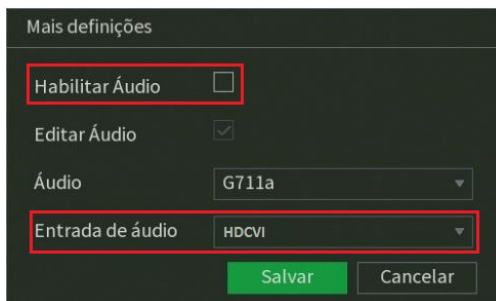 Mais definições
Habilitar Áudio
Editar Áudio
Áudio G711a
Entrada de áudio HDCVI
Salvar Cancelar